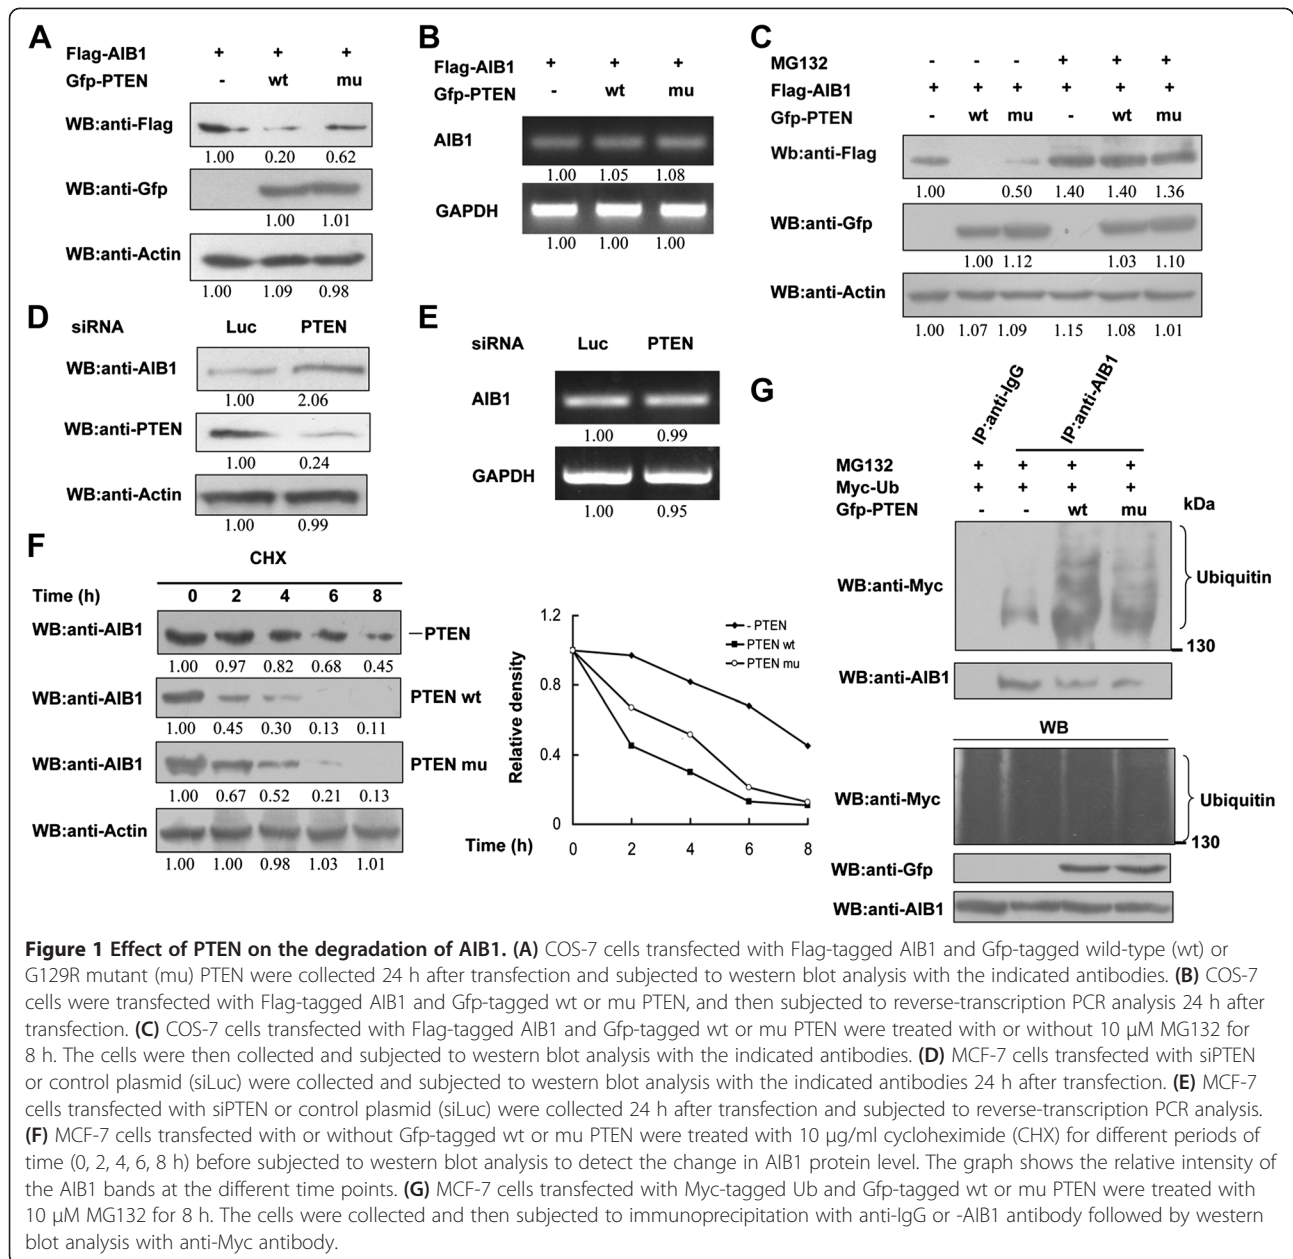 A
Flag-AIB1 + + +
Gfp-PTEN - wt mu
WB:anti-Flag
1.00 0.20 0.62
WB:anti-Gfp
1.00 1.01
WB:anti-Actin
1.00 1.09 0.98
B
Flag-AIB1 + + +
Gfp-PTEN - wt mu
AIB1
1.00 1.05 1.08
GAPDH
1.00 1.00 1.00
C
MG132 - - - + + +
Flag-AIB1 + + + + + +
Gfp-PTEN - wt mu - wt mu
Wb:anti-Flag
1.00 0.50 1.40 1.40 1.36
WB:anti-Gfp
1.00 1.12 1.03 1.10
WB:anti-Actin
1.00 1.07 1.09 1.15 1.08 1.01
D
siRNA Luc PTEN
WB:anti-AIB1
1.00 2.06
WB:anti-PTEN
1.00 0.24
WB:anti-Actin
1.00 0.99
E
siRNA Luc PTEN
AIB1
1.00 0.99
GAPDH
1.00 0.95
F
CHX
Time (h) 0 2 4 6 8
WB:anti-AIB1 —PTEN
1.00 0.97 0.82 0.68 0.45
WB:anti-AIB1 PTEN wt
1.00 0.45 0.30 0.13 0.11
WB:anti-AIB1 PTEN mu
1.00 0.67 0.52 0.21 0.13
WB:anti-Actin
1.00 1.00 0.98 1.03 1.01
Relative density
1.2
0.8
0.4
0
- PTEN
PTEN wt
PTEN mu
Time (h) 0 2 4 6 8
G
IP:anti-IgG
IP:anti-AIB1
MG132 + + + +
Myc-Ub + + + +
Gfp-PTEN - - wt mu kDa
WB:anti-Myc Ubiquitin
130
WB:anti-AIB1
WB
WB:anti-Myc Ubiquitin
130
WB:anti-Gfp
WB:anti-AIB1
Figure 1 Effect of PTEN on the degradation of AIB1. (A) COS-7 cells transfected with Flag-tagged AIB1 and Gfp-tagged wild-type (wt) or
G129R mutant (mu) PTEN were collected 24 h after transfection and subjected to western blot analysis with the indicated antibodies. (B) COS-7
cells were transfected with Flag-tagged AIB1 and Gfp-tagged wt or mu PTEN, and then subjected to reverse-transcription PCR analysis 24 h after
transfection. (C) COS-7 cells transfected with Flag-tagged AIB1 and Gfp-tagged wt or mu PTEN were treated with or without 10 μM MG132 for
8 h. The cells were then collected and subjected to western blot analysis with the indicated antibodies. (D) MCF-7 cells transfected with siPTEN
or control plasmid (siLuc) were collected and subjected to western blot analysis with the indicated antibodies 24 h after transfection. (E) MCF-7
cells transfected with siPTEN or control plasmid (siLuc) were collected 24 h after transfection and subjected to reverse-transcription PCR analysis.
(F) MCF-7 cells transfected with or without Gfp-tagged wt or mu PTEN were treated with 10 μg/ml cycloheximide (CHX) for different periods of
time (0, 2, 4, 6, 8 h) before subjected to western blot analysis to detect the change in AIB1 protein level. The graph shows the relative intensity of
the AIB1 bands at the different time points. (G) MCF-7 cells transfected with Myc-tagged Ub and Gfp-tagged wt or mu PTEN were treated with
10 μM MG132 for 8 h. The cells were collected and then subjected to immunoprecipitation with anti-IgG or -AIB1 antibody followed by western
blot analysis with anti-Myc antibody.